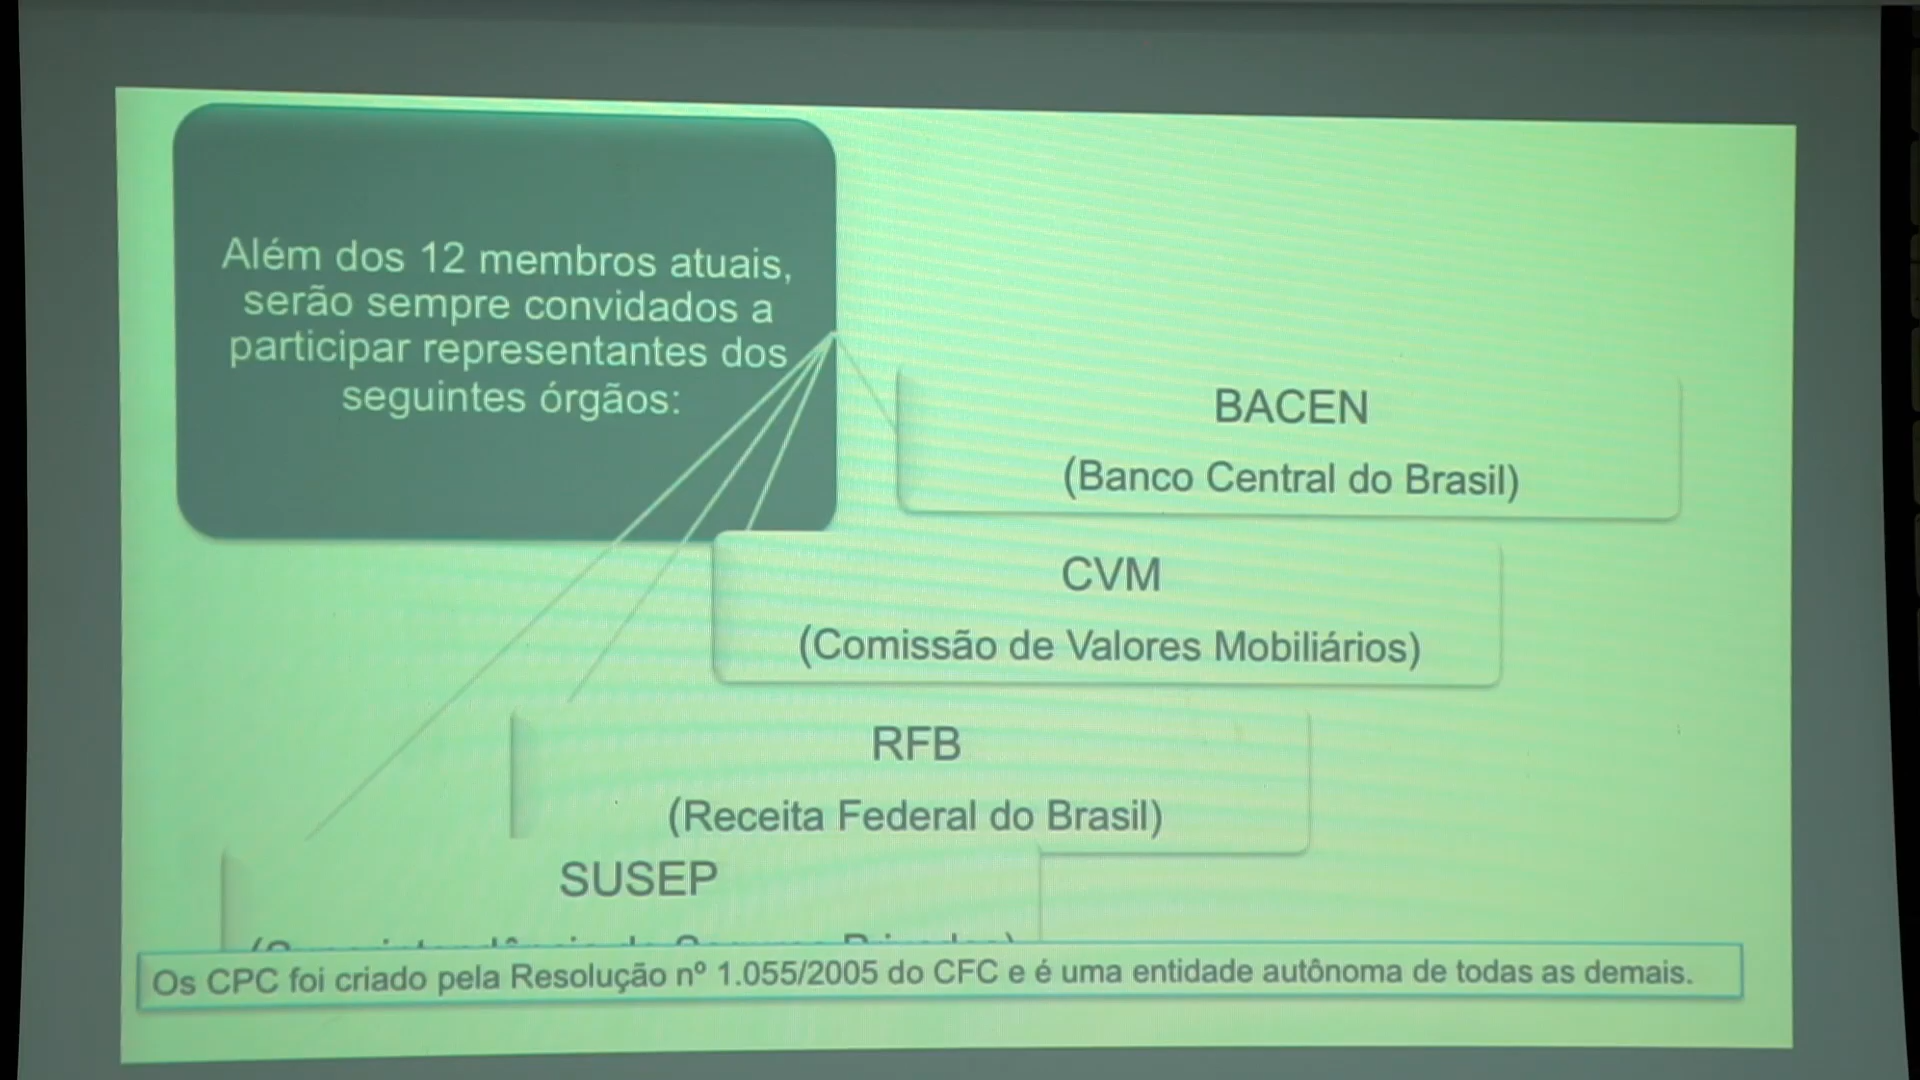 Além dos 12 membros atuais,
serão sempre convidados a
participar representantes dos
seguintes órgãos:
BACEN
(Banco Central do Brasil)
CVM
(Comissão de Valores Mobiliários)
RFB
(Receita Federal do Brasil)
SUSEP
Os CPC foi criado pela Resolução nº 1.055/2005 do CFC e é uma entidade autônoma de todas as demais.